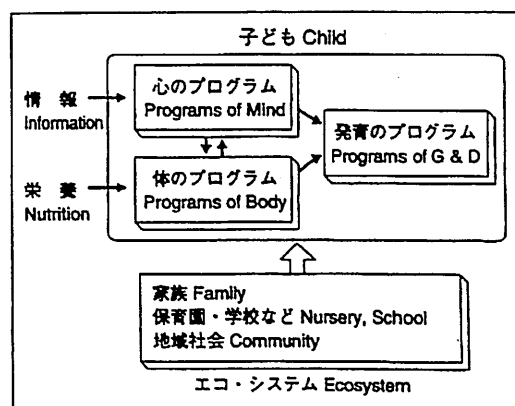 子ども Child
情 報
Information
心のプログラム
Programs of Mind
発育のプログラム
Programs of G & D
栄 養
Nutrition
体のプログラム
Programs of Body
家族 Family
保育園・学校など Nursery, School
地域社会 Community
エコ・システム Ecosystem